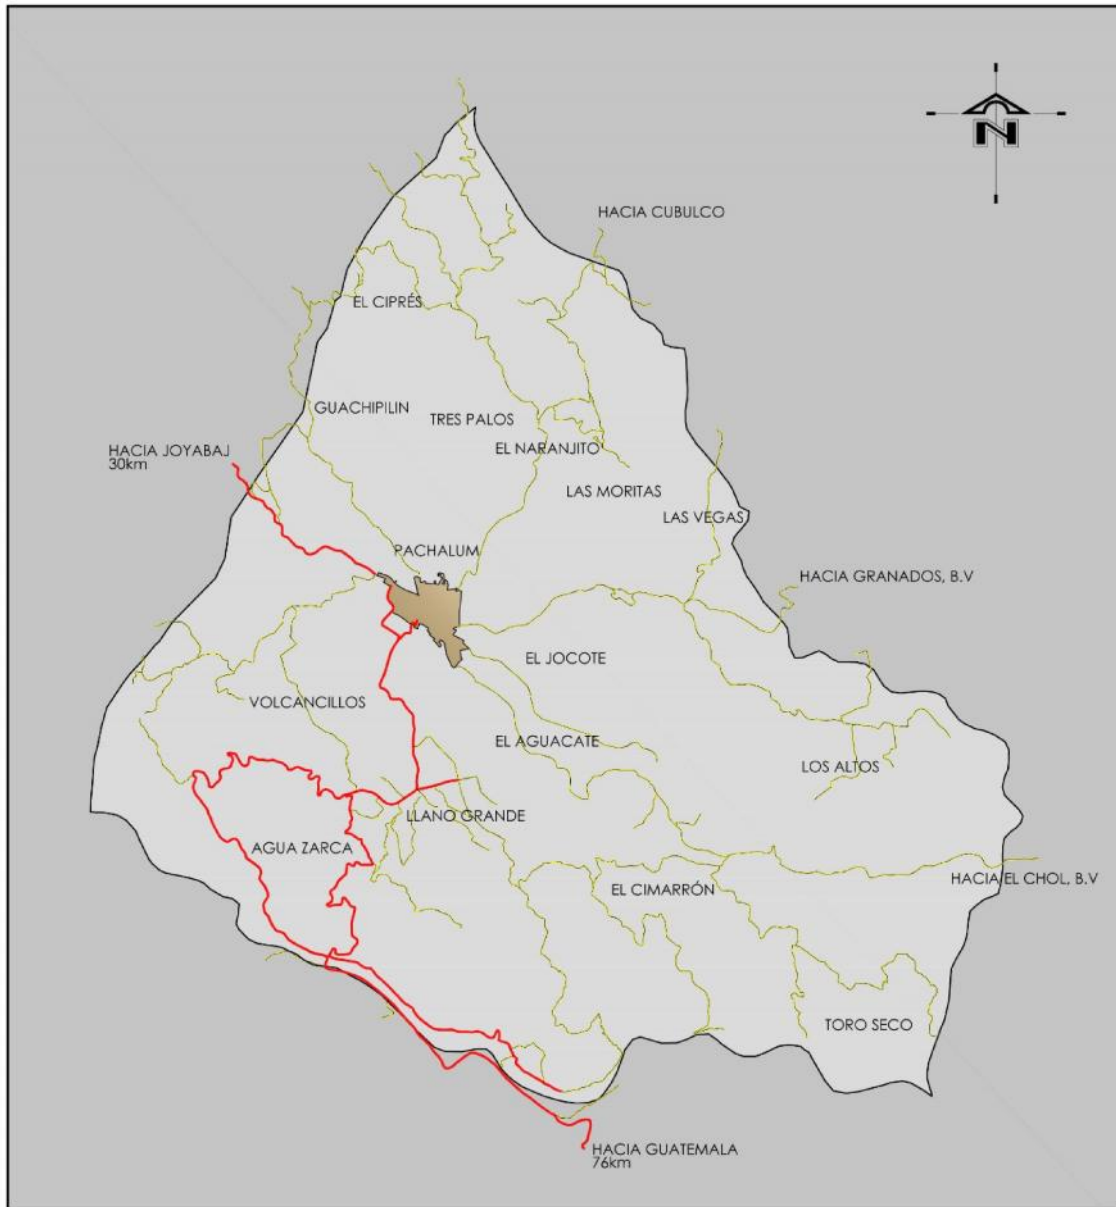 N
HACIA CUBULCO
EL CIPRÉS
GUACHIPILIN
TRES PALOS
EL NARANJITO
HACIA JOYABAJ
30km
LAS MORITAS
LAS VEGAS
PACHALUM
HACIA GRANADOS, B.V
EL JOCOTE
VOLCANCILLOS
EL AGUACATE
LOS ALTOS
LLANO GRANDE
AGUA ZARCA
HACIA EL CHOL, B.V
EL CIMARRÓN
TORO SECO
HACIA GUATEMALA
76km